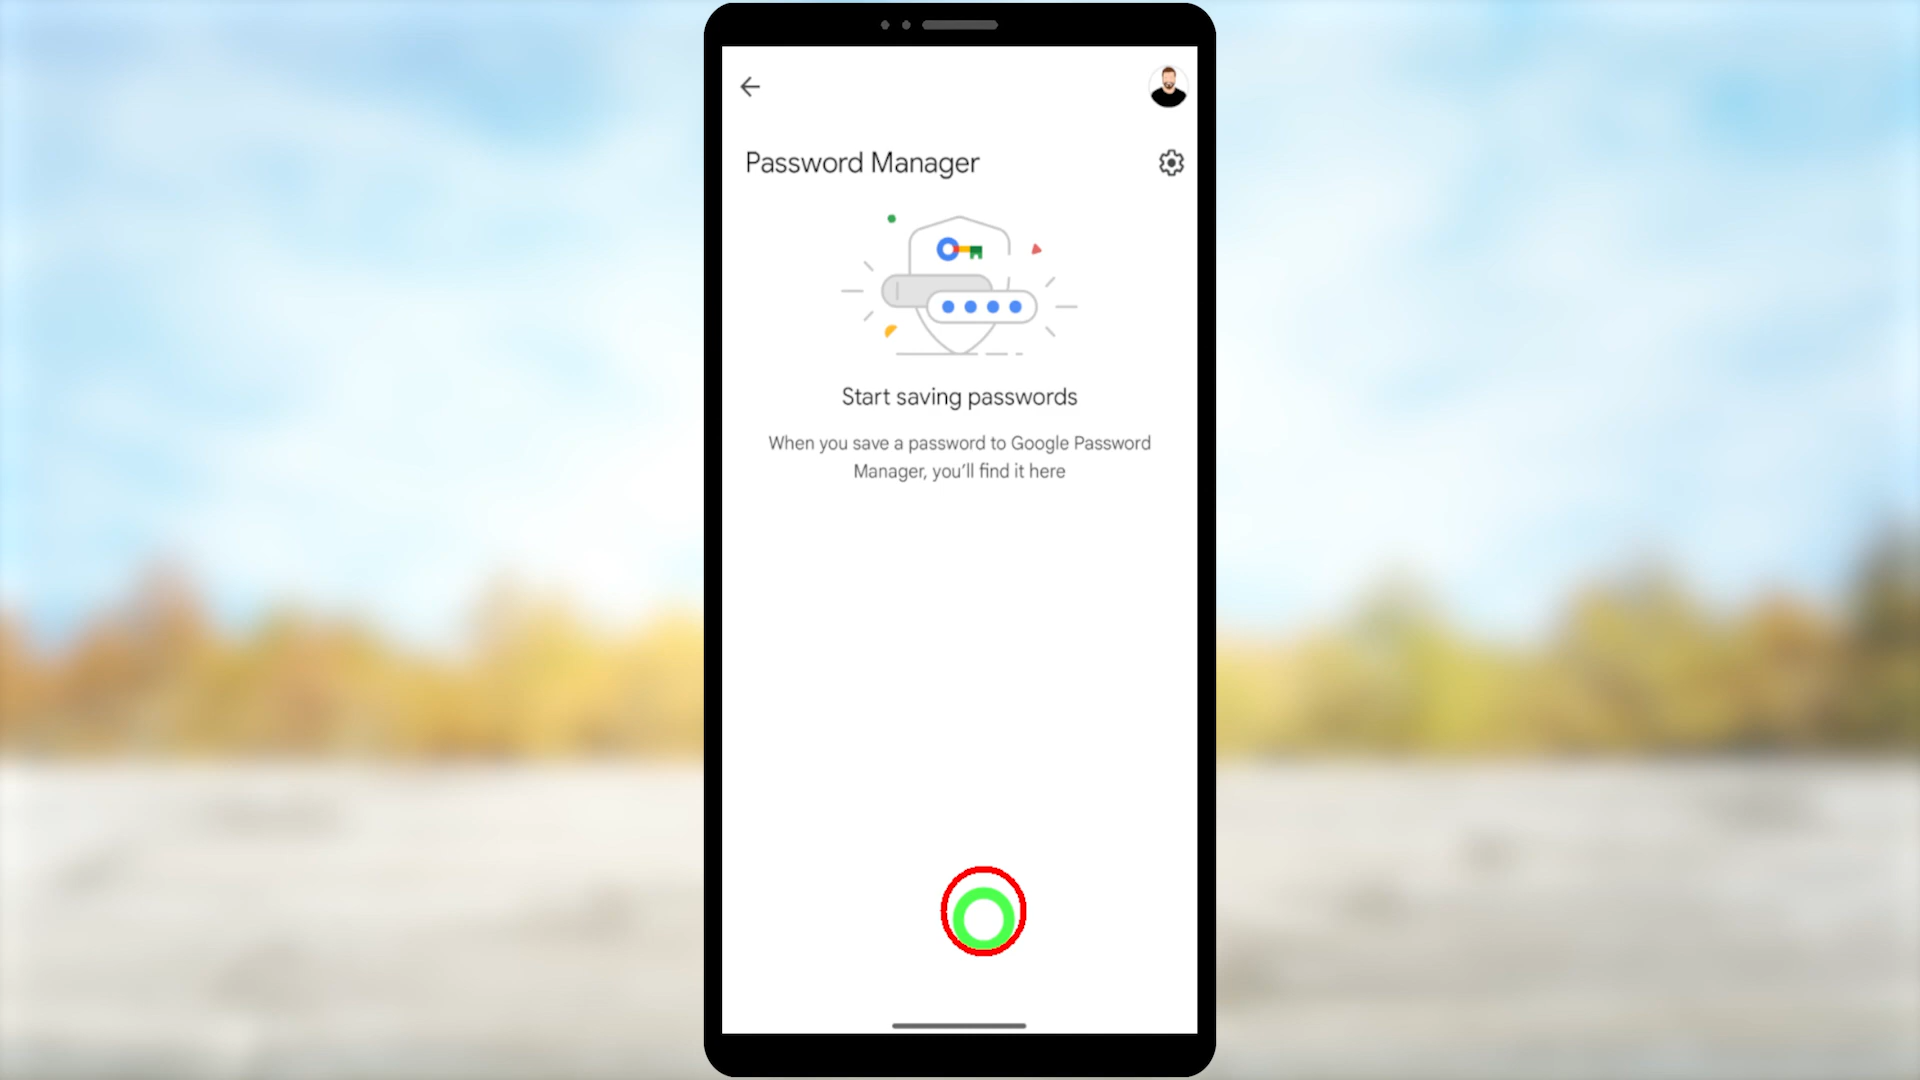 Password Manager
Start saving passwords
When you save a password to Google Password
Manager, you'll find it here